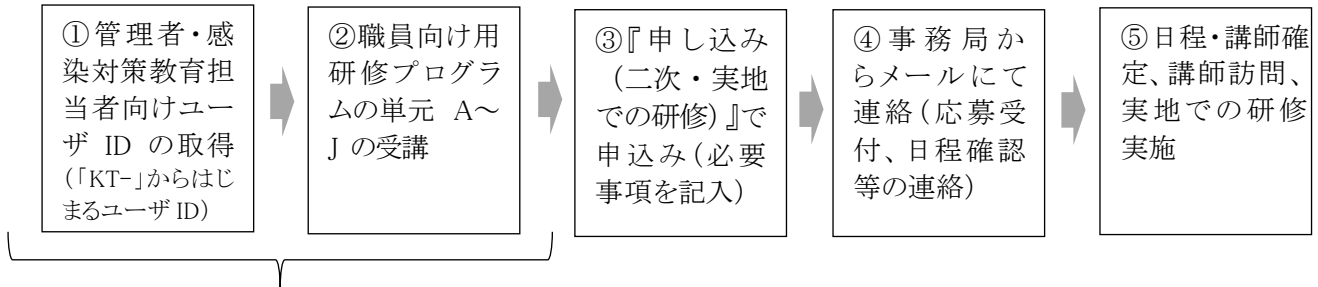 ①管理者・感
染対策教育担
当者向けユー
ザ ID の取得
(「KT-」からはじ
まるユーザ ID)
②職員向け用
研修プログラ
ムの単元 A~
J の受講
③『申し込み
(二次・実地
での研修)』で
申込み(必要
事項を記入)
④事務局か
らメールにて
連絡(応募受
付、日程確認
等の連絡)
⑤日程・講師確
定、講師訪問、
実地での研修
実施